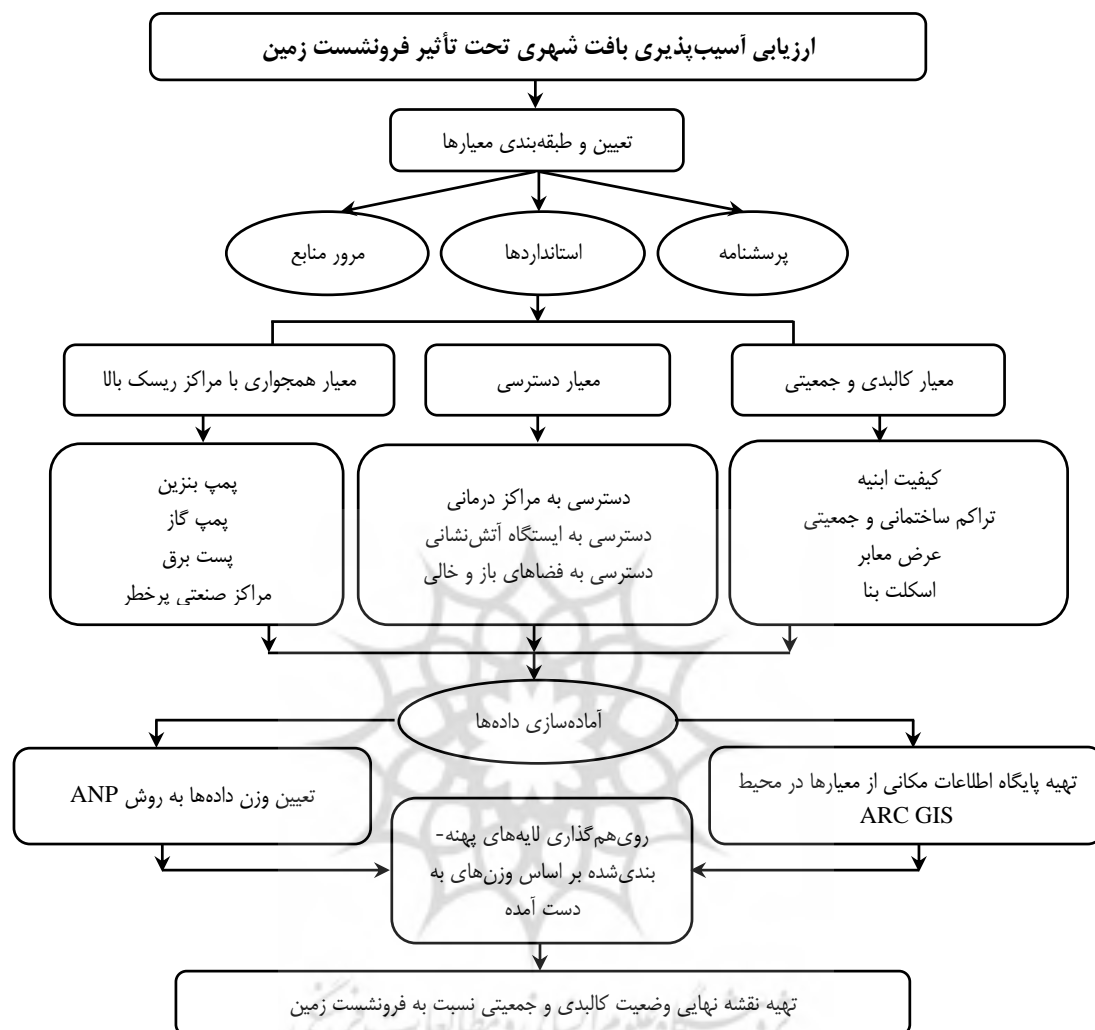 ارزیابی آسیب‌پذیری بافت شهری تحت تأثیر فرونشست زمین
تعیین و طبقه‌بندی معیارها
پرسشنامه
استانداردها
مرور منابع
معیار کالبدی و جمعیتی
معیار دسترسی
معیار همجواری با مراکز ریسک بالا
کیفیت ابنیه
تراکم ساختمانی و جمعیتی
عرض معابر
اسکلت بنا
دسترسی به مراکز درمانی
دسترسی به ایستگاه آتش‌نشانی
دسترسی به فضاهای باز و خالی
پمپ بنزین
پمپ گاز
پست برق
مراکز صنعتی پرخطر
آماده‌سازی داده‌ها
تهیه پایگاه اطلاعات مکانی از معیارها در محیط
ARC GIS
تعیین وزن داده‌ها به روش ANP
روی‌هم‌گذاری لایه‌های پهنه-
بندی‌شده بر اساس وزن‌های به
دست آمده
تهیه نقشه نهایی وضعیت کالبدی و جمعیتی نسبت به فرونشست زمین